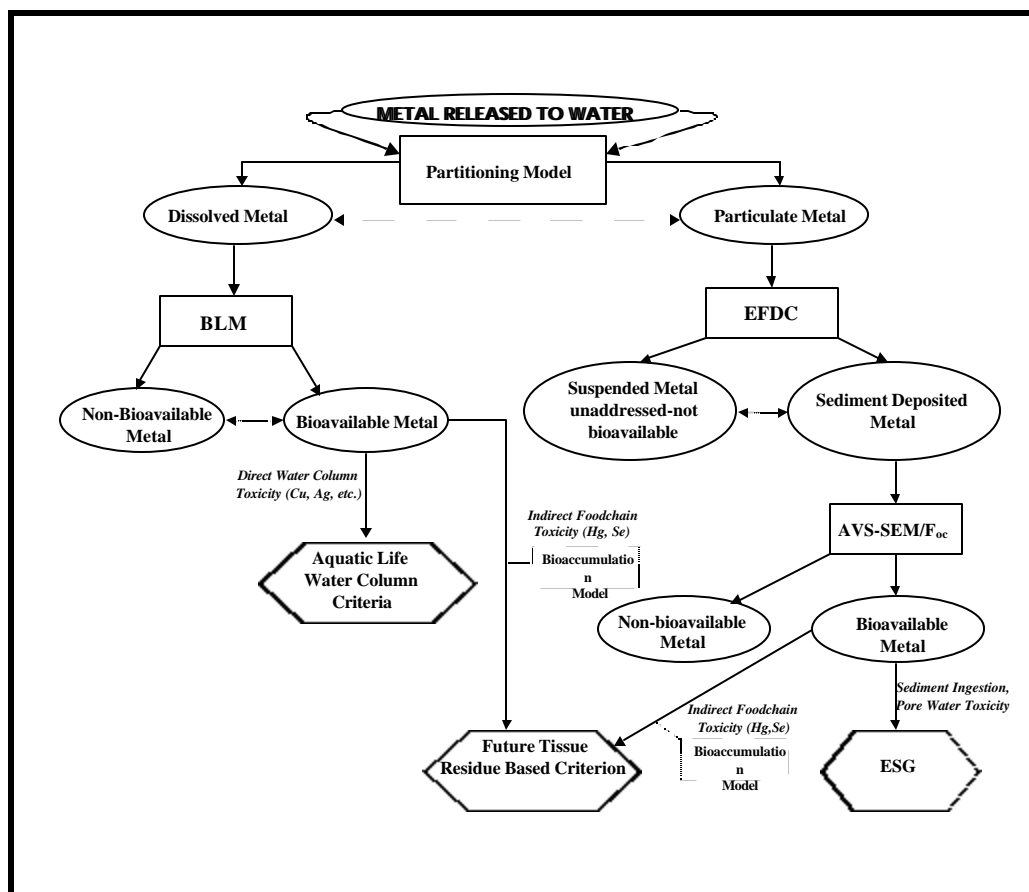 METAL RELEASED TO WATER
Partitioning Model
Dissolved Metal
Particulate Metal
BLM
EFDC
Non-Bioavailable
Metal
Bioavailable Metal
Suspended Metal
unaddressed-not
bioavailable
Sediment Deposited
Metal
Direct Water Column
Toxicity (Cu, Ag, etc.)
Indirect Foodchain
Toxicity (Hg, Se)
Bioaccumulatio
n
Model
AVS-SEM/Foc
Aquatic Life
Water Column
Criteria
Non-bioavailable
Metal
Bioavailable
Metal
Sediment Ingestion,
Pore Water Toxicity
Indirect Foodchain
Toxicity (Hg,Se)
Bioaccumulatio
n
Model
Future Tissue
Residue Based Criterion
ESG